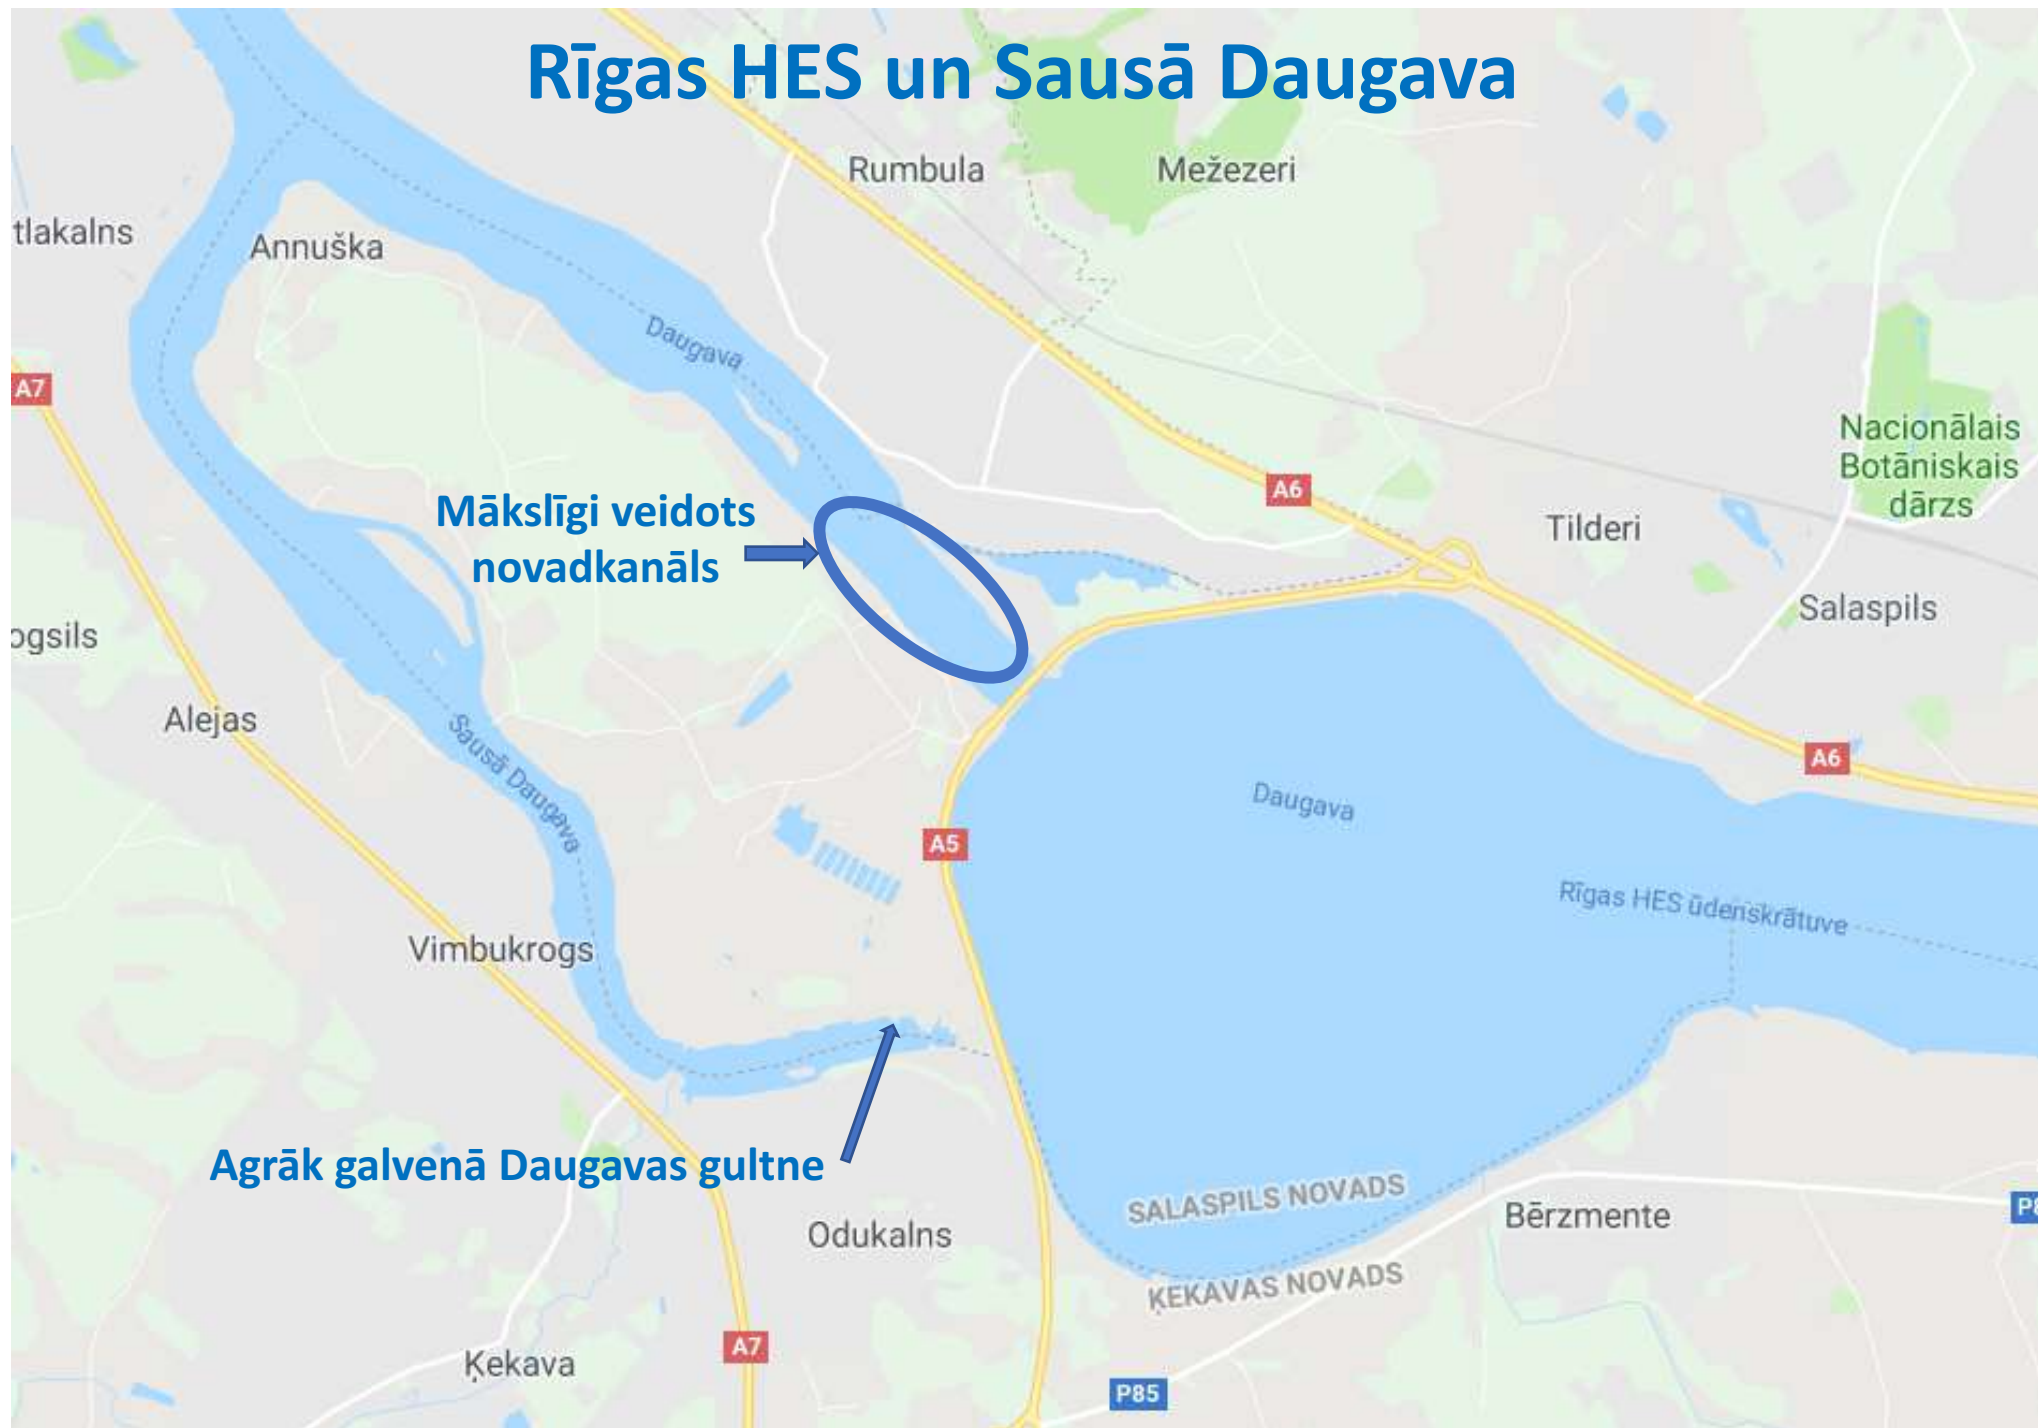 Rīgas HES un Sausā Daugava
Rumbula
Mežezeri
tlakalns
Annuška
Daugava
A7
Nacionālais
Botāniskais
dārzs
A6
Mākslīgi veidots
novadkanāls
Tilderi
Salaspils
ogsils
Alejas
Sausā Daugava
A6
Daugava
A5
Rīgas HES ūdenskrātuve
Vimbukrogs
Agrāk galvenā Daugavas gultne
SALASPILS NOVADS
Bērzmente
P8
Odukalns
ĶEKAVAS NOVADS
A7
Ķekava
P85